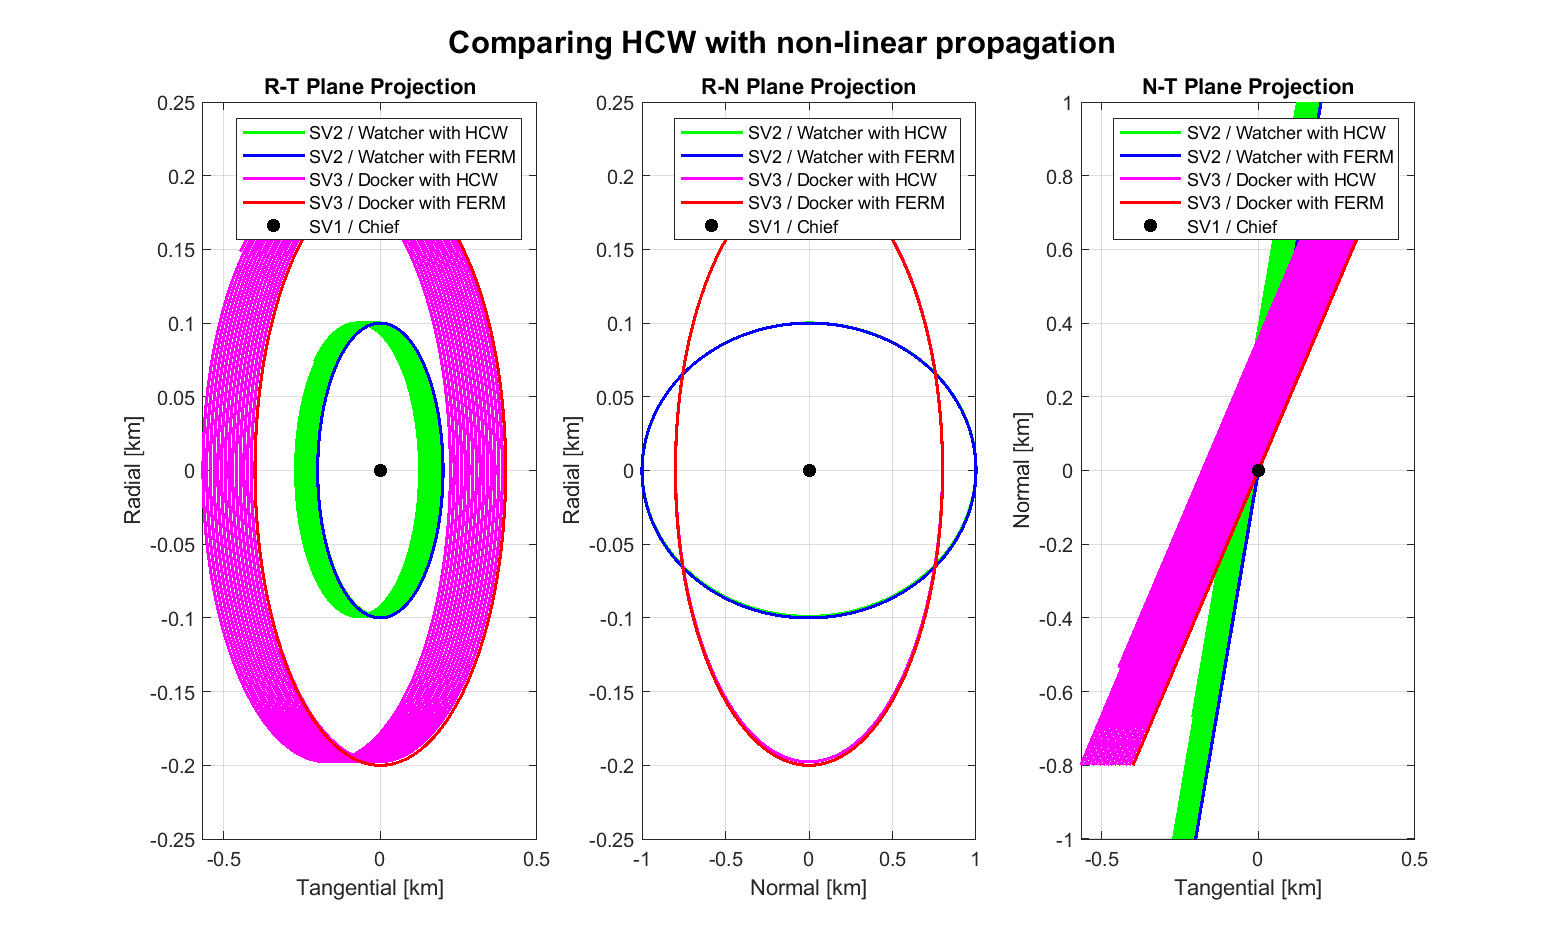 Comparing HCW with non-linear propagation
R-T Plane Projection
0.25
0.2
0.15
0.1
0.05
0
-0.05
-0.1
-0.15
-0.2
-0.25
Radial [km]
-0.5
0
0.5
Tangential [km]
SV2 / Watcher with HCW
SV2 / Watcher with FERM
SV3 / Docker with HCW
SV3 / Docker with FERM
SV1 / Chief
R-N Plane Projection
0.25
0.2
0.15
0.1
0.05
0
-0.05
-0.1
-0.15
-0.2
-0.25
Radial [km]
-1
-0.5
0
0.5
1
Normal [km]
SV2 / Watcher with HCW
SV2 / Watcher with FERM
SV3 / Docker with HCW
SV3 / Docker with FERM
SV1 / Chief
N-T Plane Projection
1
0.8
0.6
0.4
0.2
0
-0.2
-0.4
-0.6
-0.8
-1
Normal [km]
-0.5
0
0.5
Tangential [km]
SV2 / Watcher with HCW
SV2 / Watcher with FERM
SV3 / Docker with HCW
SV3 / Docker with FERM
SV1 / Chief